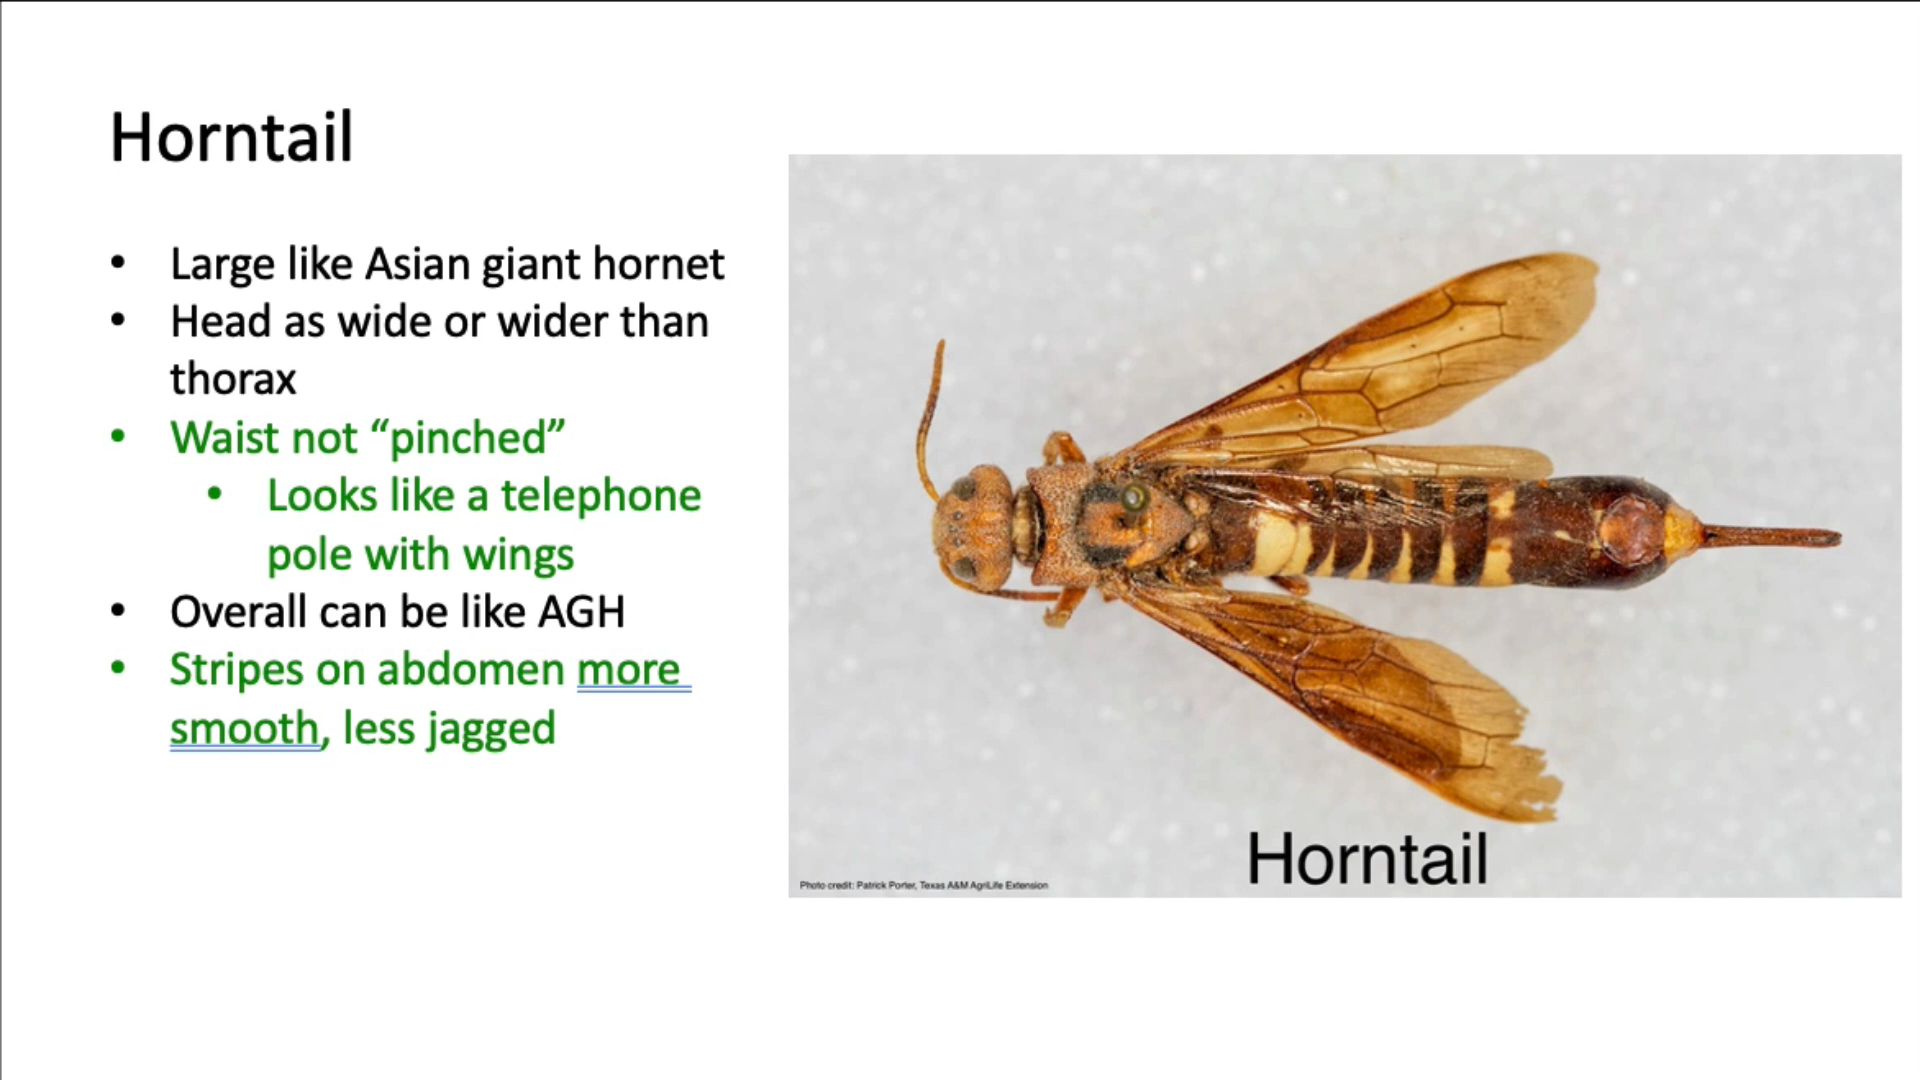 Horntail
• Large like Asian giant hornet
• Head as wide or wider than
thorax
• Waist not “pinched”
• Looks like a telephone
pole with wings
• Overall can be like AGH
• Stripes on abdomen more
smooth, less jagged
Horntail
Photo credit: Patrick Porter, Texas A&M AgriLife Extension